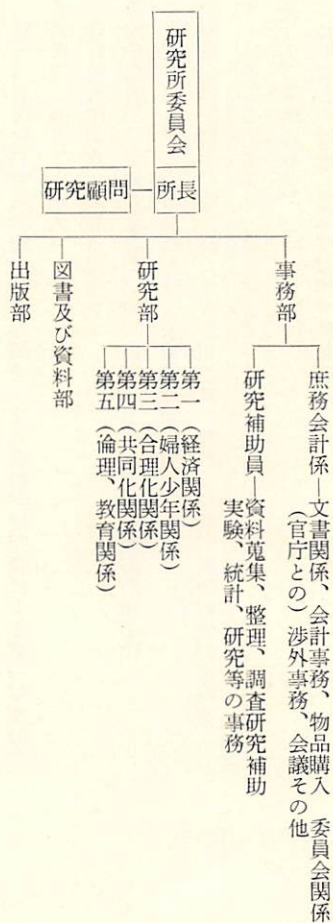 研究所委員会
所長
研究顧問
事務部
庶務会計係―文書関係、会計事務、物品購入 委員会関係
(官庁との)渉外事務、会議その他
研究補助員―資料蒐集、整理、調査研究補助
実験、統計、研究等の事務
研究部
第一(経済関係)
第二(婦人少年関係)
第三(合理化関係)
第四(共同化関係)
第五(倫理、教育関係)
図書及び資料部
出版部